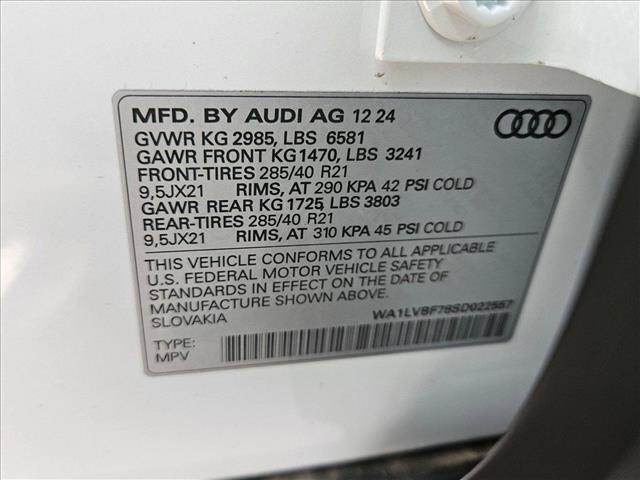 MFD. BY AUDI AG 12 24
GVWR KG 2985, LBS 6581
GAWR FRONT KG1470, LBS 3241
FRONT-TIRES 285/40 R21
9,5JX21 RIMS, AT 290 KPA 42 PSI COLD
GAWR REAR KG 1725, LBS 3803
REAR-TIRES 285/40 R21
9,5JX21 RIMS, AT 310 KPA 45 PSI COLD
THIS VEHICLE CONFORMS TO ALL APPLICABLE
U.S. FEDERAL MOTOR VEHICLE SAFETY
STANDARDS IN EFFECT ON THE DATE OF
MANUFACTURE SHOWN ABOVE.
SLOVAKIA
WA1LVBF78SD022557
TYPE:
MPV